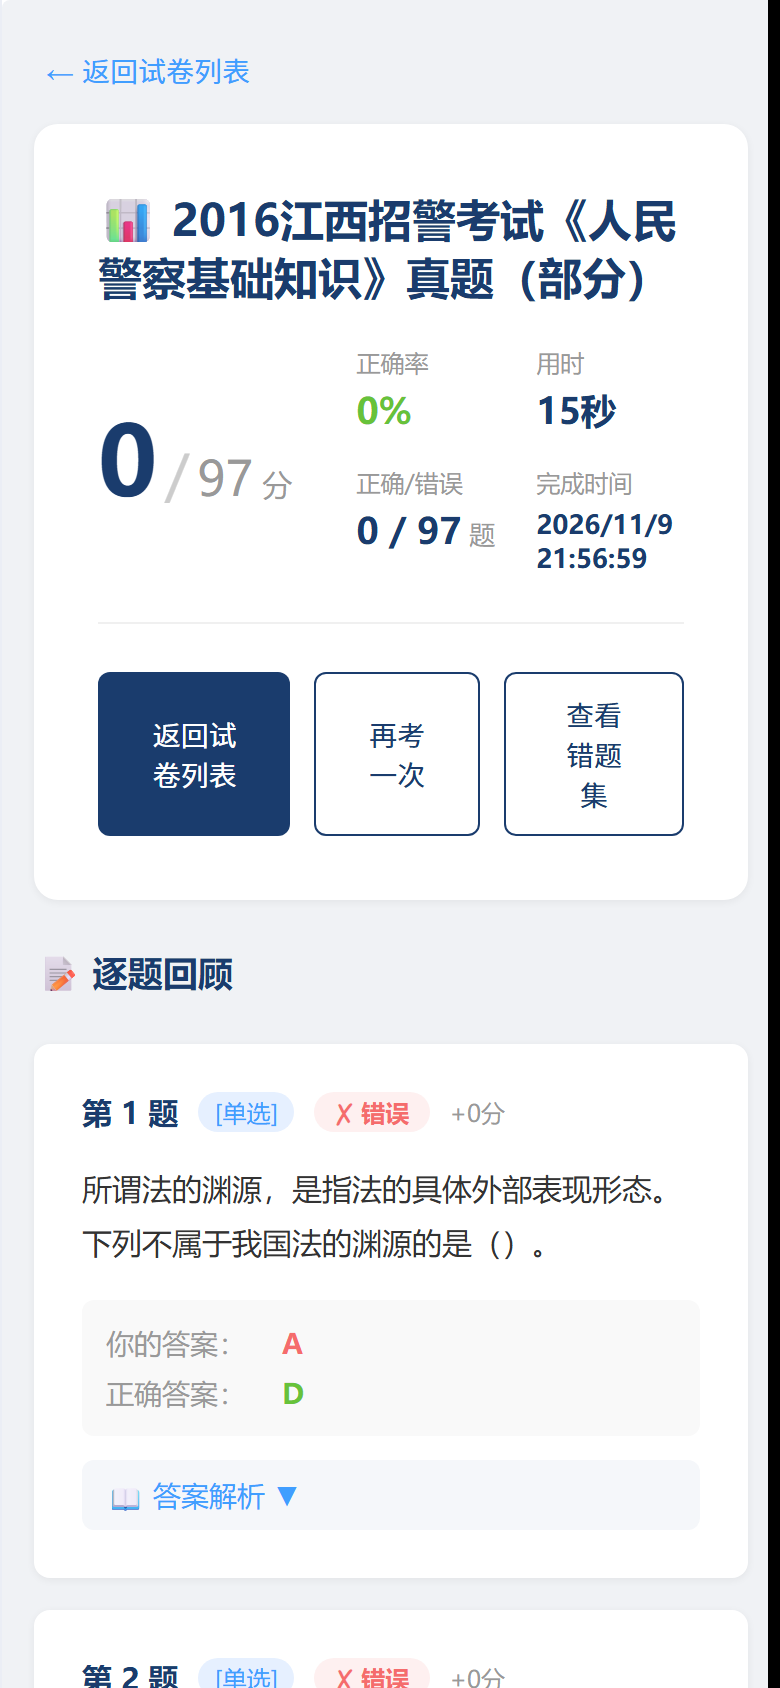 ← 返回试卷列表
2016江西招警考试《人民
警察基础知识》真题（部分）
0 / 97 分
正确率
0%
用时
15秒
正确/错误
0 / 97 题
完成时间
2026/11/9
21:56:59
返回试
卷列表
再考
一次
查看
错题
集
逐题回顾
第 1 题 [单选] ✗ 错误 +0分
所谓法的渊源，是指法的具体外部表现形态。
下列不属于我国法的渊源的是（）。
你的答案： A
正确答案： D
答案解析 ▼
第 2 题 [单选] ✗ 错误 +0分